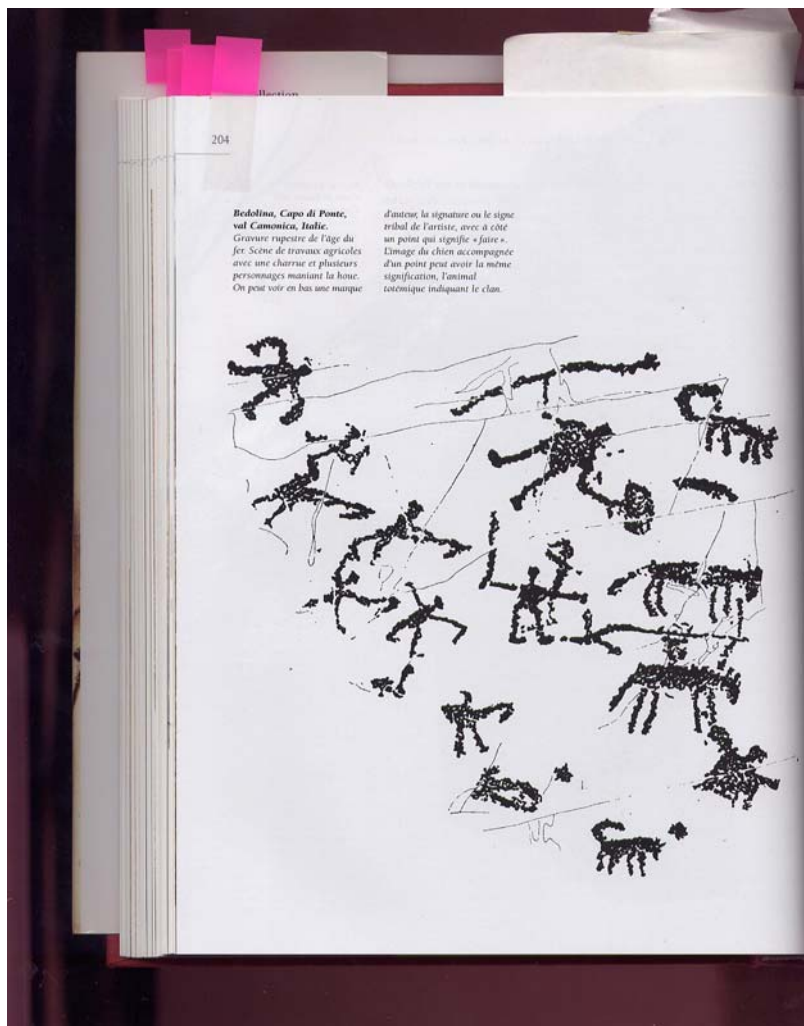 ollection
204
Bedolina, Capo di Ponte,
val Camonica, Italie.
Gravure rupestre de l'âge du
fer. Scène de travaux agricoles
avec une charrue et plusieurs
personnages maniant la houe.
On peut voir en bas une marque
d'auteur, la signature ou le signe
tribal de l'artiste, avec à côté
un point qui signifie « faire ».
L'image du chien accompagnée
d'un point peut avoir la même
signification, l'animal
totémique indiquant le clan.